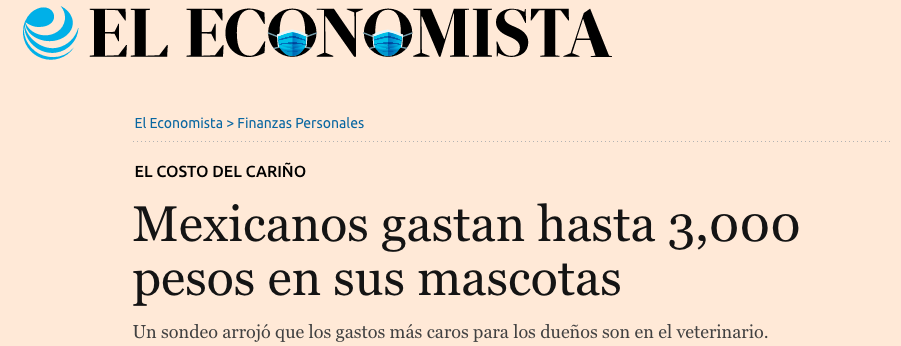 EL ECONOMISTA
El Economista > Finanzas Personales
EL COSTO DEL CARIÑO
Mexicanos gastan hasta 3,000
pesos en sus mascotas
Un sondeo arrojó que los gastos más caros para los dueños son en el veterinario.